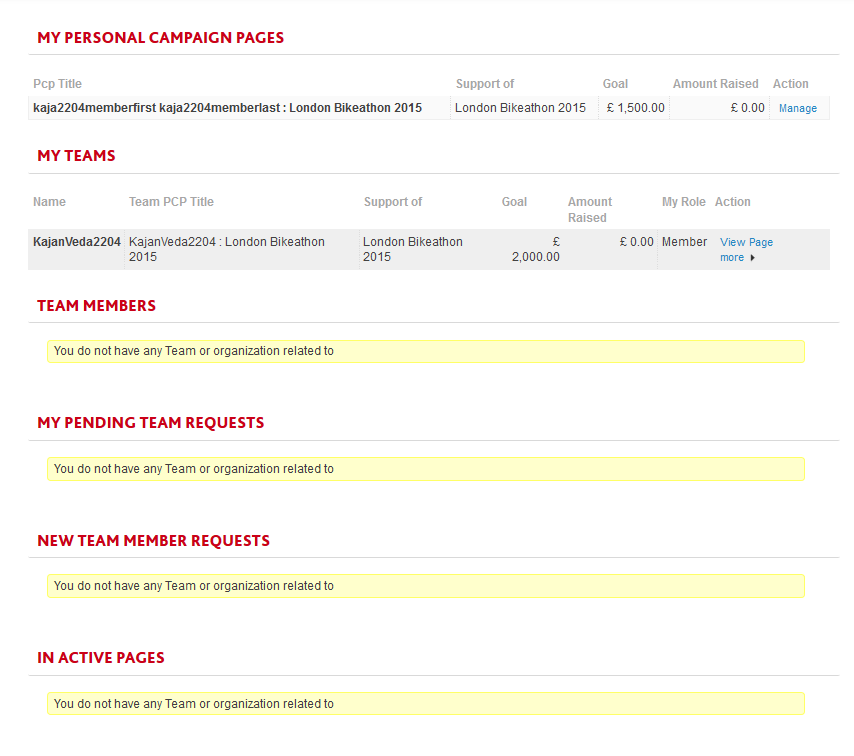 MY PERSONAL CAMPAIGN PAGES
Pcp Title Support of Goal Amount Raised Action
kaja2204memberfirst kaja2204memberlast : London Bikeathon 2015 London Bikeathon 2015 £ 1,500.00 £ 0.00 Manage
MY TEAMS
Name Team PCP Title Support of Goal Amount My Role Action
Raised
KajanVeda2204 KajanVeda2204 : London Bikeathon London Bikeathon £ £ 0.00 Member View Page
2015 2015 2,000.00 more
TEAM MEMBERS
You do not have any Team or organization related to
MY PENDING TEAM REQUESTS
You do not have any Team or organization related to
NEW TEAM MEMBER REQUESTS
You do not have any Team or organization related to
IN ACTIVE PAGES
You do not have any Team or organization related to